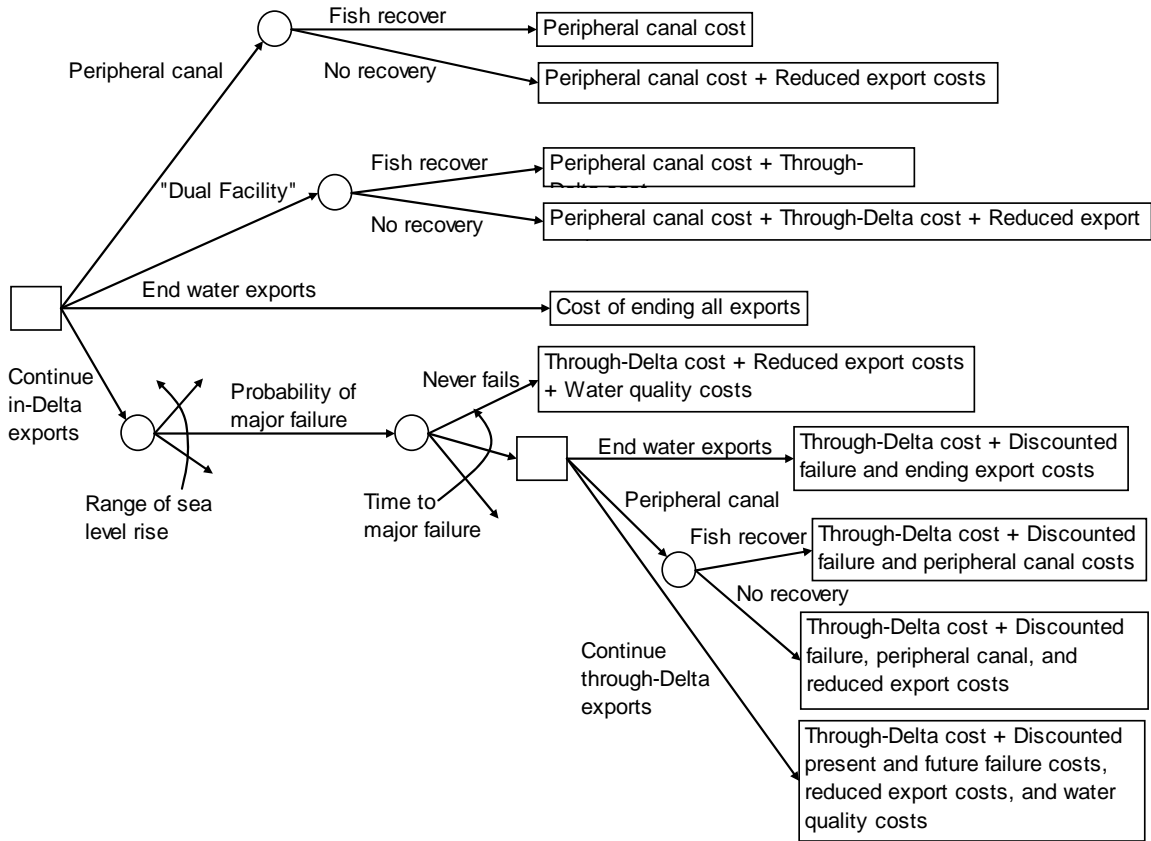 Fish recover
Peripheral canal cost
Peripheral canal
No recovery
Peripheral canal cost + Reduced export costs
Fish recover
Peripheral canal cost + Through-
"Dual Facility"
No recovery
Peripheral canal cost + Through-Delta cost + Reduced export
End water exports
Cost of ending all exports
Continue
in-Delta
exports
Range of sea
level rise
Probability of
major failure
Never fails
Through-Delta cost + Reduced export costs
+ Water quality costs
Time to
major failure
End water exports
Through-Delta cost + Discounted
failure and ending export costs
Peripheral canal
Fish recover
Through-Delta cost + Discounted
failure and peripheral canal costs
No recovery
Through-Delta cost + Discounted
failure, peripheral canal, and
reduced export costs
Continue
through-Delta
exports
Through-Delta cost + Discounted
present and future failure costs,
reduced export costs, and water
quality costs